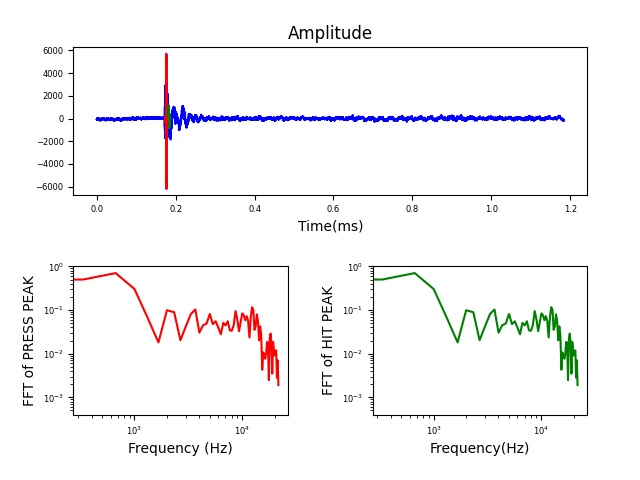 Amplitude
6000
4000
2000
0
−2000
−4000
−6000
0.0 0.2 0.4 0.6 0.8 1.0 1.2
Time(ms)
FFT of PRESS PEAK
10⁰
10⁻¹
10⁻²
10⁻³
10³ 10⁴
Frequency (Hz)
FFT of HIT PEAK
10⁰
10⁻¹
10⁻²
10⁻³
10³ 10⁴
Frequency(Hz)